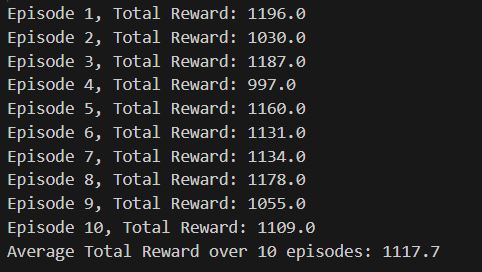 Episode 1, Total Reward: 1196.0
Episode 2, Total Reward: 1030.0
Episode 3, Total Reward: 1187.0
Episode 4, Total Reward: 997.0
Episode 5, Total Reward: 1160.0
Episode 6, Total Reward: 1131.0
Episode 7, Total Reward: 1134.0
Episode 8, Total Reward: 1178.0
Episode 9, Total Reward: 1055.0
Episode 10, Total Reward: 1109.0
Average Total Reward over 10 episodes: 1117.7